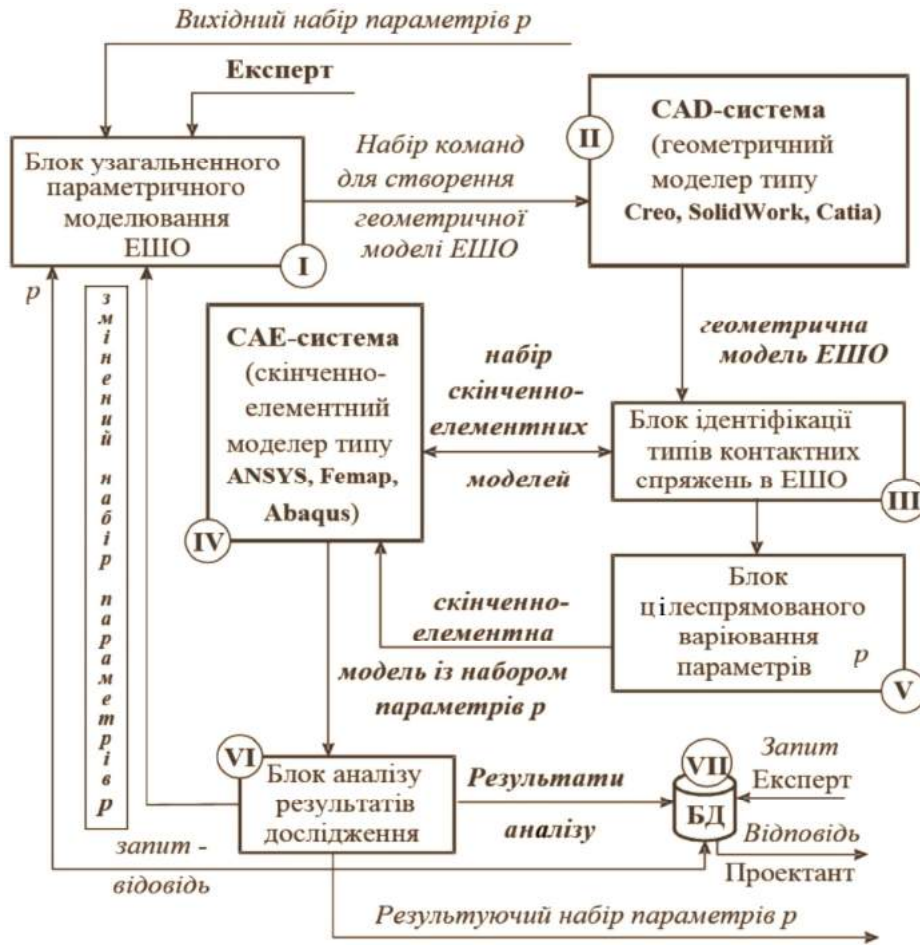 Вихідний набір параметрів р
Експерт
Блок узагальненного
параметричного
моделювання
ЕШО
I
Набір команд
для створення
геометричної
моделі ЕШО
II
CAD-система
(геометричний
моделер типу
Creo, SolidWork, Catia)
р
змінений набір параметрів р
CAE-система
(скінченно-
елементний
моделер типу
ANSYS, Femap,
Abaqus)
IV
набір
скінченно-
елементних
моделей
геометрична
модель ЕШО
Блок ідентіфікації
типів контактних
спряжень в ЕШО
III
скінченно-
елементна
модель із набором
параметрів р
Блок
цілеспрямованого
варіювання
параметрів р
V
VI
Блок аналізу
результатів
дослідження
Результати
аналізу
VII
БД
Запит
Експерт
Відповідь
Проектант
запит -
відовідь
Результуючий набір параметрів р